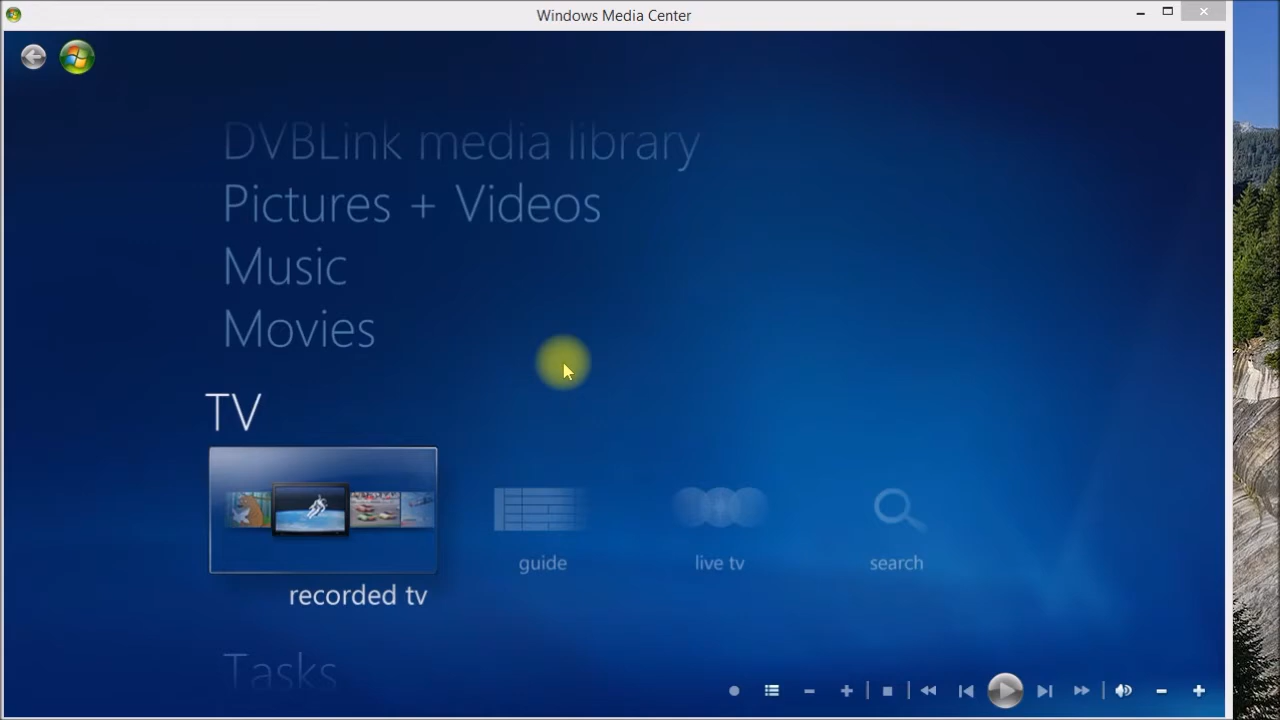 Windows Media Center
DVBLink media library
Pictures + Videos
Music
Movies
TV
recorded tv
guide
live tv
search
Tasks